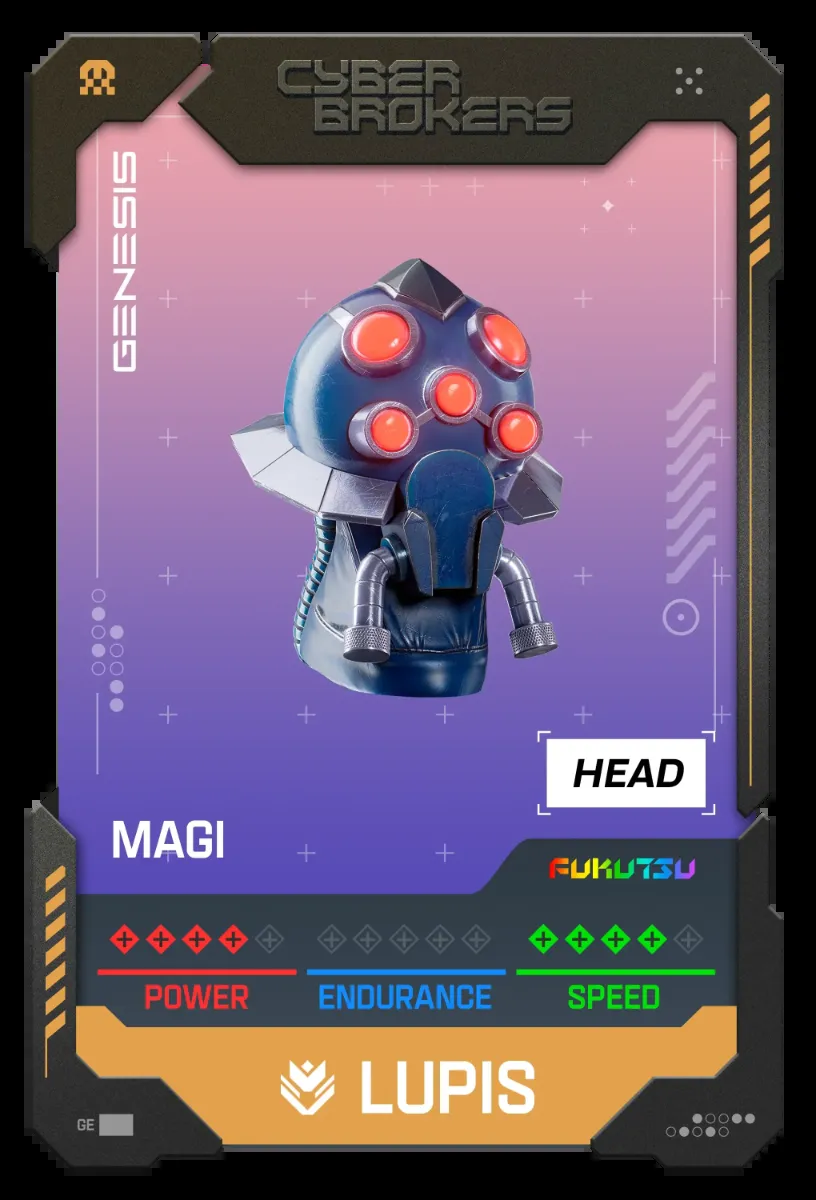 CYBER
BROKERS
GENESIS
HEAD
MAGI
FUKUTSU
POWER
ENDURANCE
SPEED
LUPIS
GE